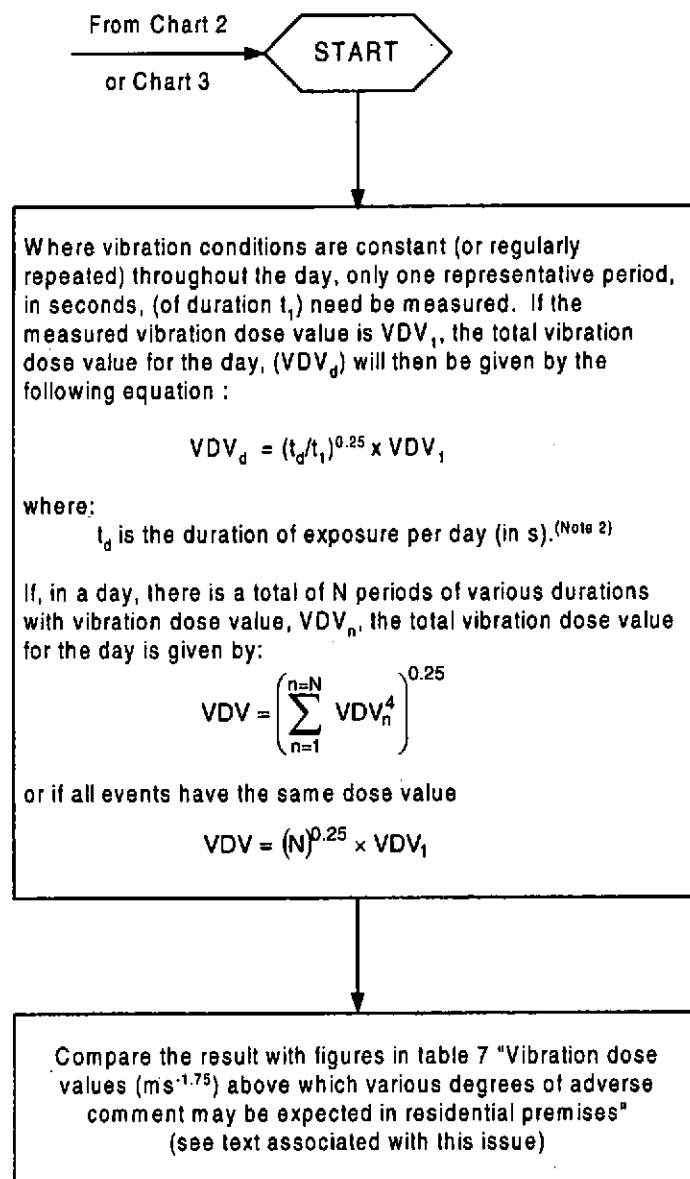 From Chart 2
or Chart 3
START
Where vibration conditions are constant (or regularly
repeated) throughout the day, only one representative period,
in seconds, (of duration t₁) need be measured. If the
measured vibration dose value is VDV₁, the total vibration
dose value for the day, (VDV_d) will then be given by the
following equation :
VDV_d = (t_d/t₁)^0.25 x VDV₁
where:
t_d is the duration of exposure per day (in s).(Note 2)
If, in a day, there is a total of N periods of various durations
with vibration dose value, VDVₙ, the total vibration dose value
for the day is given by:
VDV = (∑_{n=1}^{n=N} VDVₙ⁴)^0.25
or if all events have the same dose value
VDV = (N)^0.25 × VDV₁
Compare the result with figures in table 7 "Vibration dose
values (ms^-1.75) above which various degrees of adverse
comment may be expected in residential premises"
(see text associated with this issue)